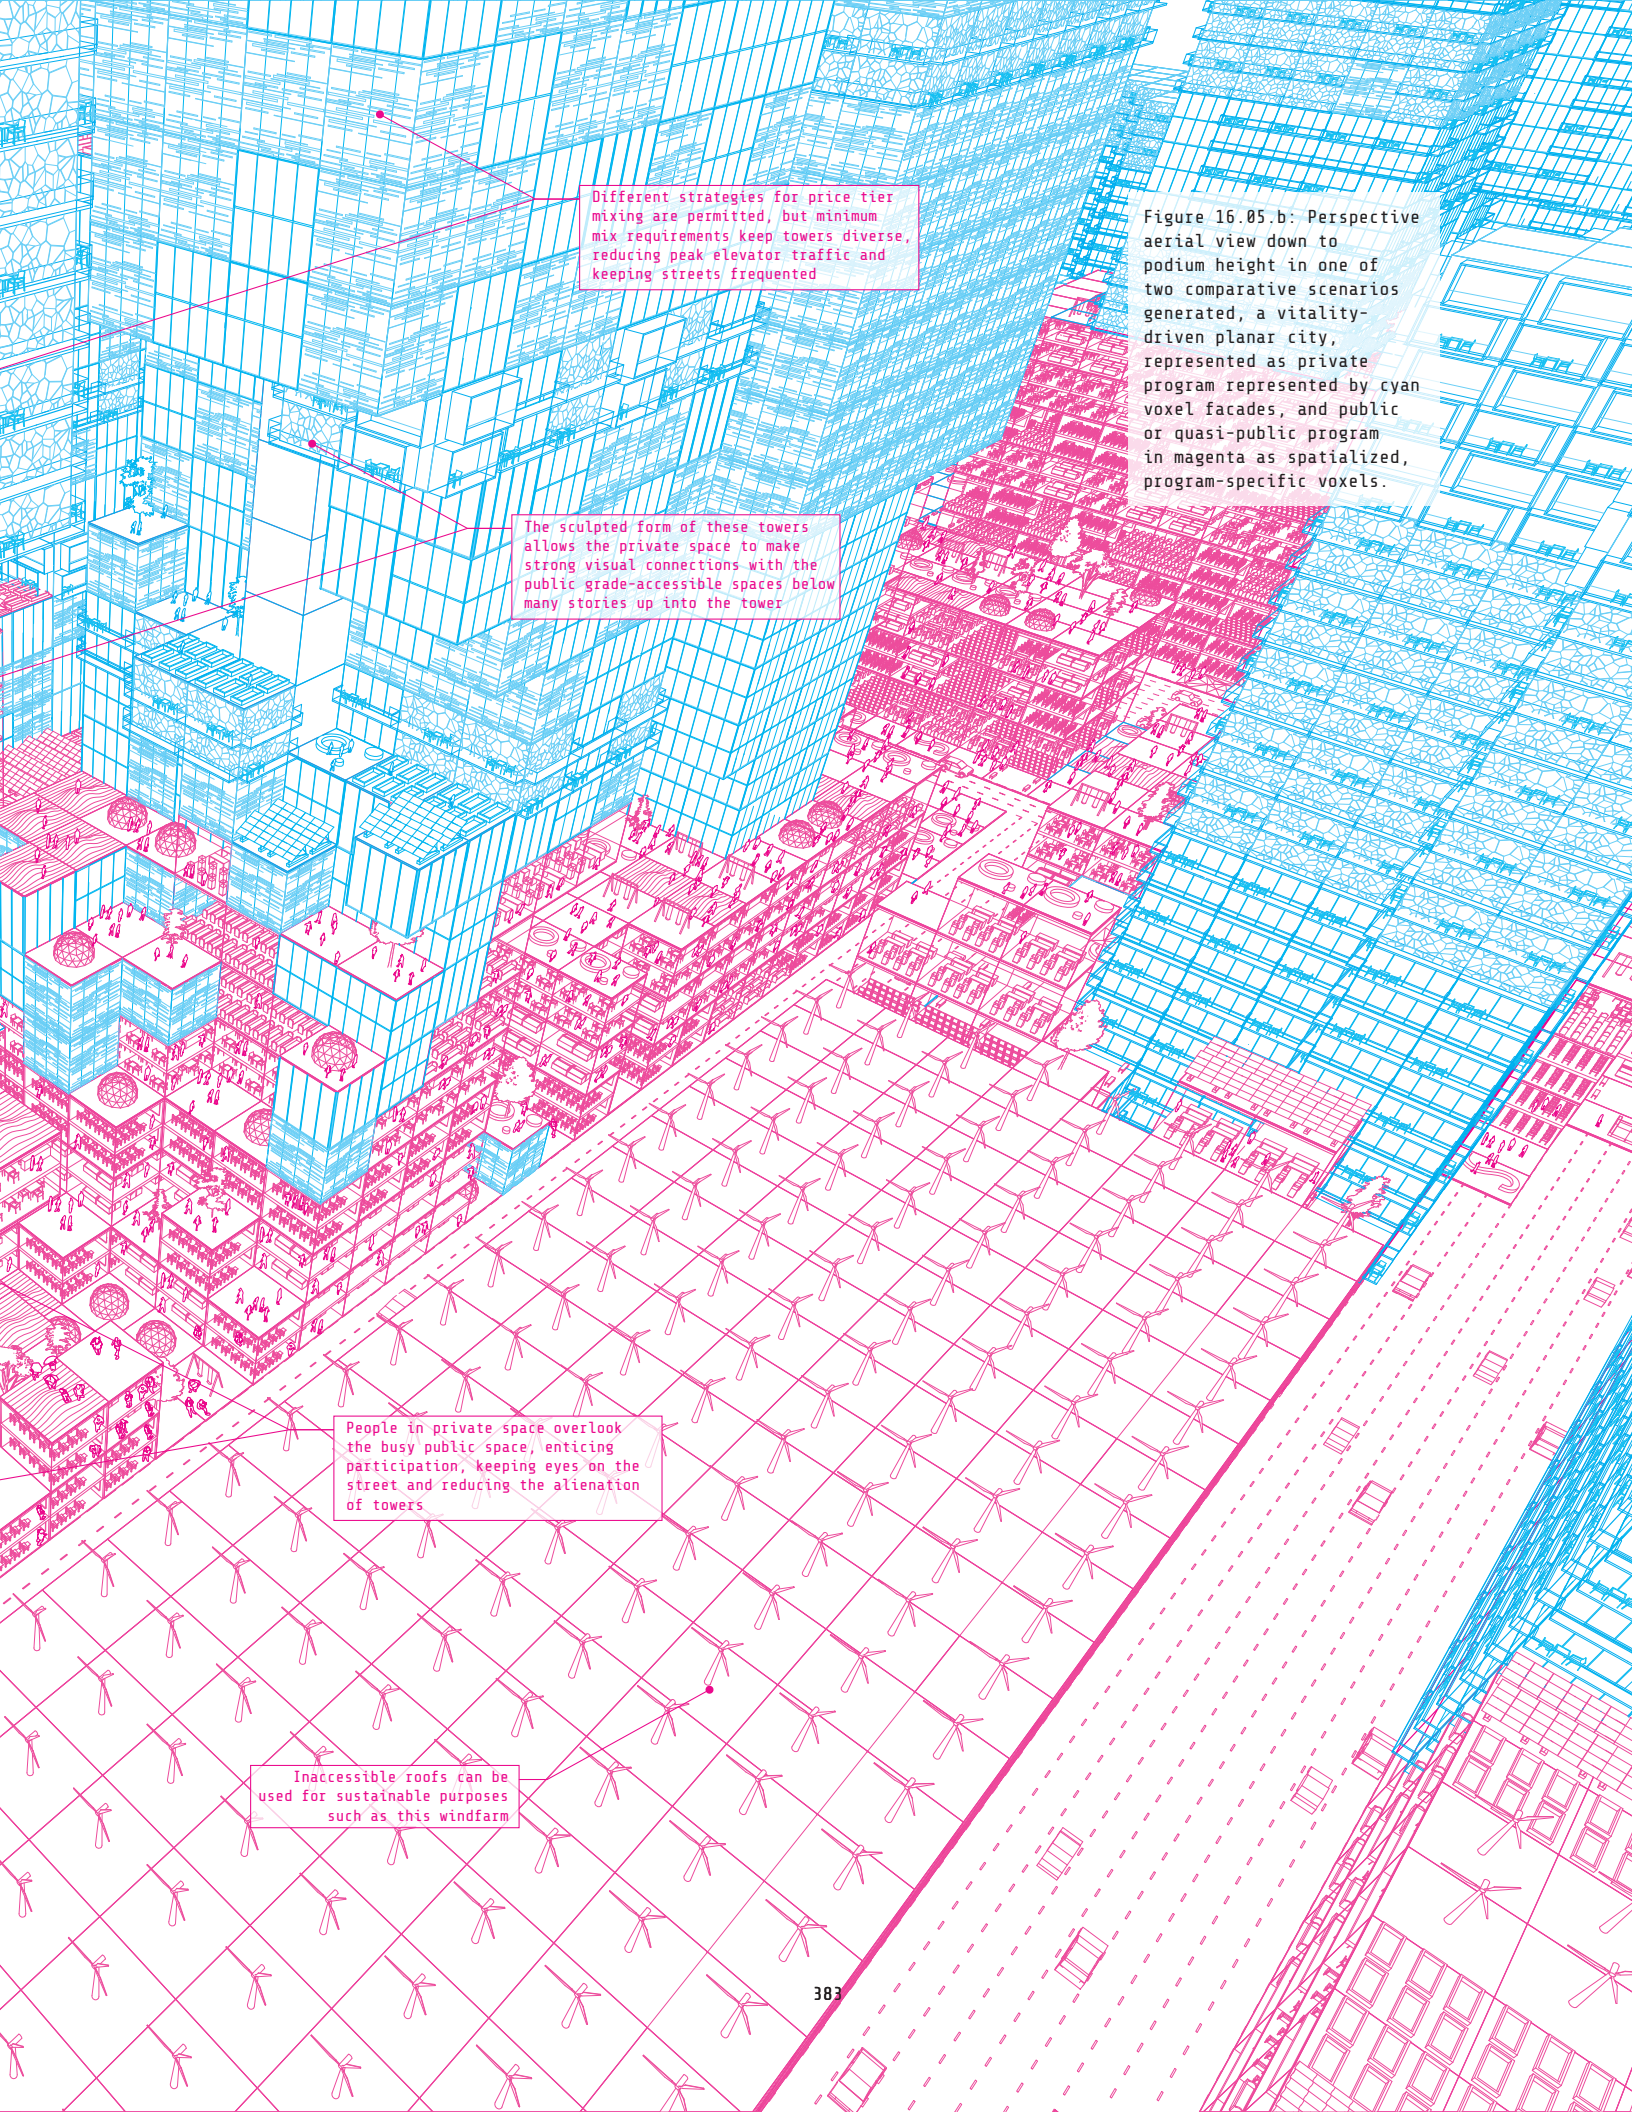 Different strategies for price tier
mixing are permitted, but minimum
mix requirements keep towers diverse,
reducing peak elevator traffic and
keeping streets frequented
Figure 16.05.b: Perspective
aerial view down to
podium height in one of
two comparative scenarios
generated, a vitality-
driven planar city,
represented as private
program represented by cyan
voxel facades, and public
or quasi-public program
in magenta as spatialized,
program-specific voxels.
The sculpted form of these towers
allows the private space to make
strong visual connections with the
public grade-accessible spaces below
many stories up into the tower
People in private space overlook
the busy public space, enticing
participation, keeping eyes on the
street and reducing the alienation
of towers
Inaccessible roofs can be
used for sustainable purposes
such as this windfarm
383